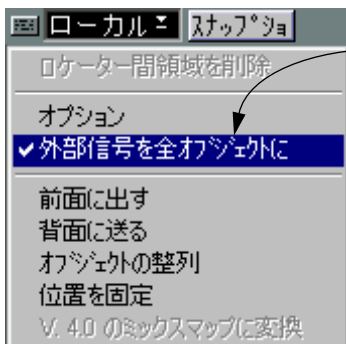 ローカル ｽﾅｯﾌﾟｼｮ
ロケーター間領域を削除
オプション
外部信号を全ｵﾌﾞｼﾞｪｸﾄに
前面に出す
背面に送る
ｵﾌﾞｼﾞｪｸﾄの整列
位置を固定
V. 4.0 のミックスマップに変換